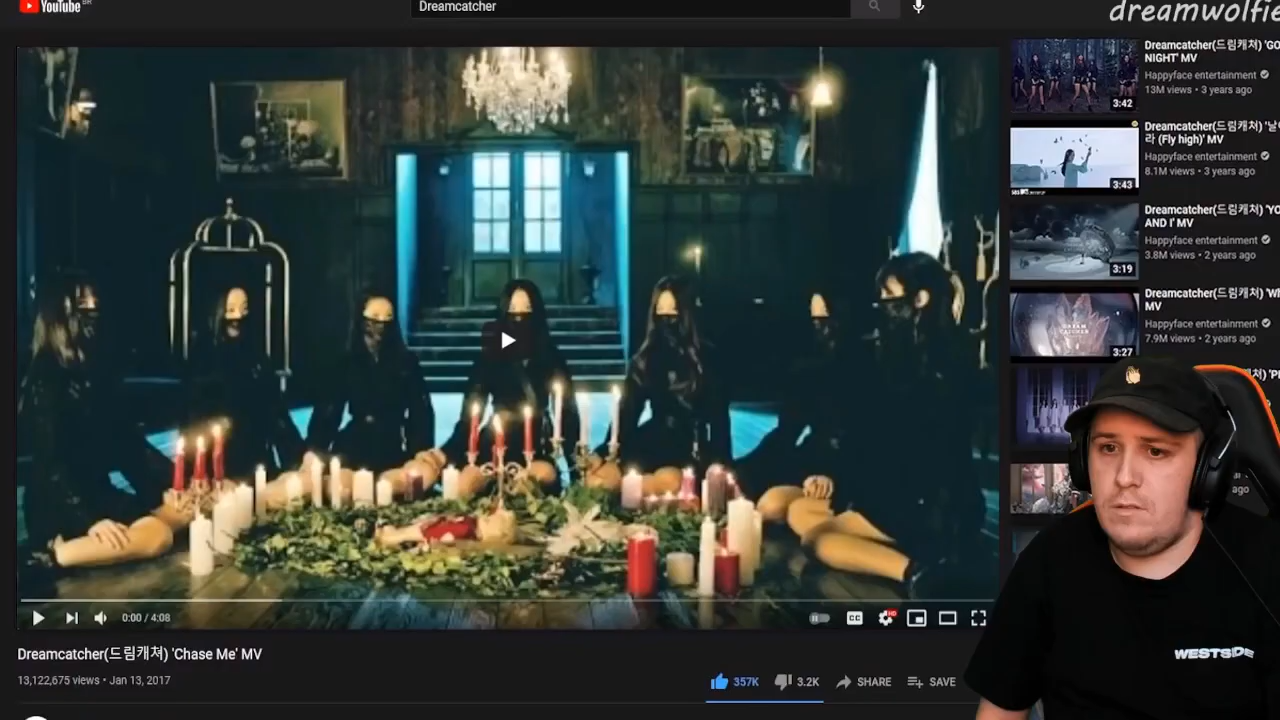 YouTube BR
Dreamcatcher
dreamwolfie
Dreamcatcher(드림캐쳐) 'GO
NIGHT' MV
Happyface entertainment
13M views • 3 years ago
3:42
Dreamcatcher(드림캐쳐) '날
라 (Fly high)' MV
Happyface entertainment
8.1M views • 3 years ago
3:43
Dreamcatcher(드림캐쳐) 'YO
AND I' MV
Happyface entertainment
3.8M views • 2 years ago
3:19
Dreamcatcher(드림캐쳐) 'Wh
MV
Happyface entertainment
7.9M views • 2 years ago
3:27
ago
0:00 / 4:08
CC
HD
Dreamcatcher(드림캐쳐) 'Chase Me' MV
13,122,675 views • Jan 13, 2017
357K
3.2K
SHARE
SAVE
WESTSIDE